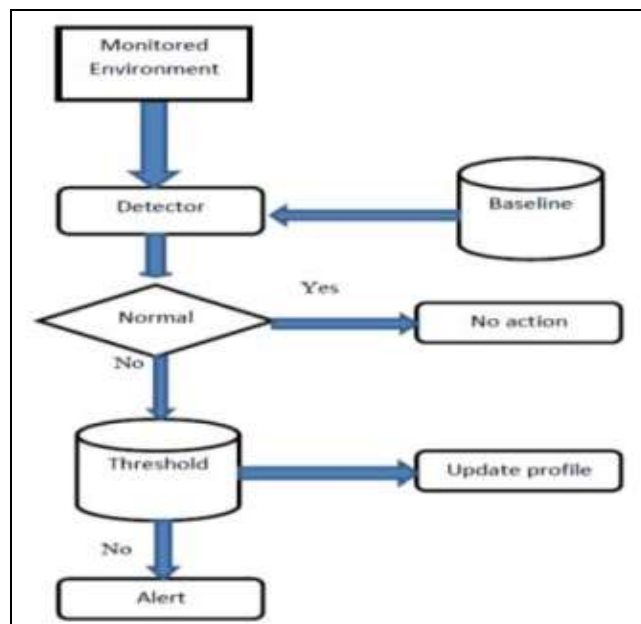 Monitored
Environment
Detector
Baseline
Yes
Normal
No action
No
Threshold
Update profile
No
Alert